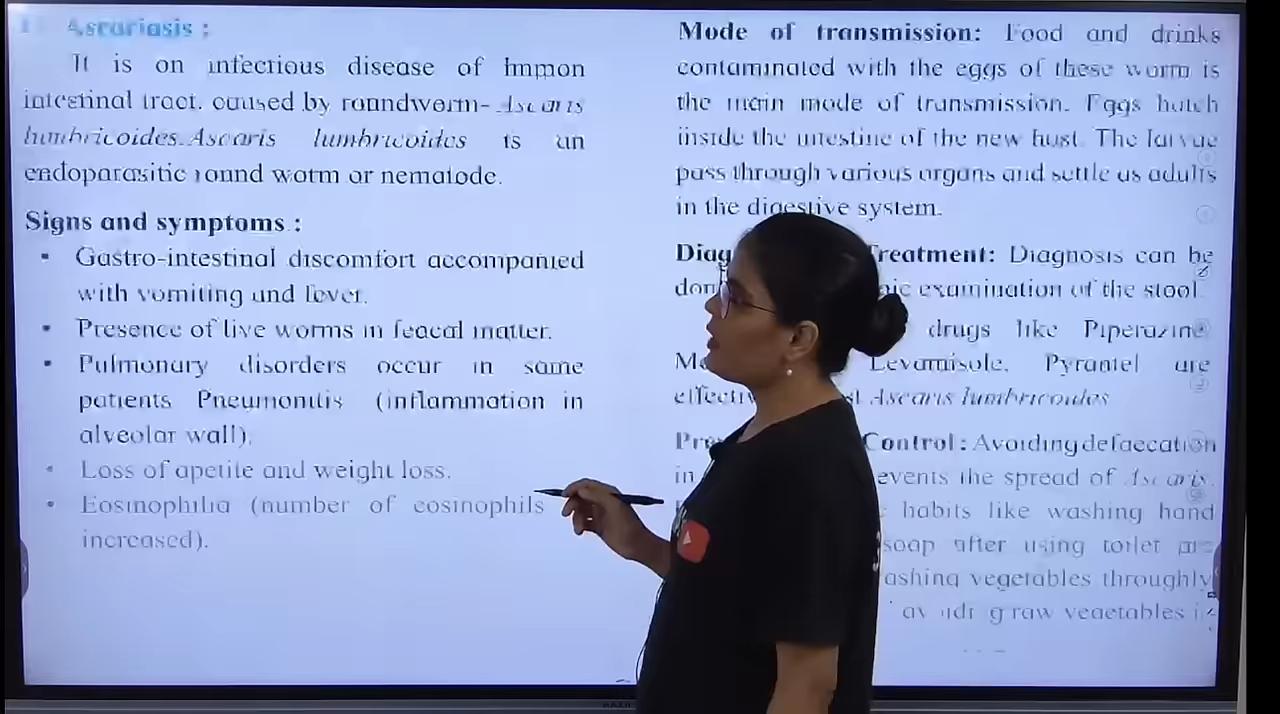 Ascariasis :
It is on infectious disease of
intestinal tract. caused by roundworm- Ascaris
lumbricoides. Ascaris lumbricoides is an
endoparasitic round worm or nematode.
Signs and symptoms :
▪ Gastro-intestinal discomfort accompanied
with vomiting and fever.
▪ Presence of live worms in feacal matter.
▪ Pulmonary disorders occur in same
patients Pneumonitis (inflammation in
alveolar wall).
▪ Loss of apetite and weight loss.
▪ Eosinophilia (number of eosinophils
increased).
Mode of transmission: Food and drinks
contaminated with the eggs of these worm is
the main mode of transmission. Eggs hatch
inside the intestine of the new host. The larvae
pass through various organs and settle as adults
in the digestive system.
Treatment: Diagnosis can be
examination of the stool.
drugs like Piperazine
Levamisole, Pyrantel are
Ascaris lumbricoides
Control : Avoiding defaecation
in the spread of Ascaris.
habits like washing hand
soap after using toilet are
vegetables throughly
raw vegetables